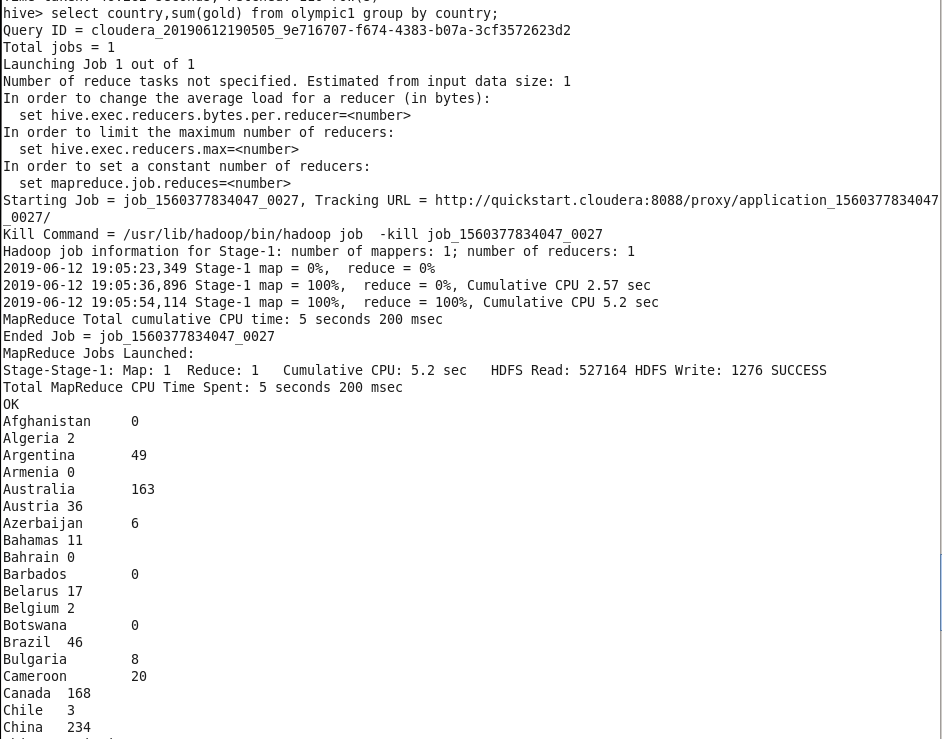 hive> select country,sum(gold) from olympic1 group by country;
Query ID = cloudera_20190612190505_9e716707-f674-4383-b07a-3cf3572623d2
Total jobs = 1
Launching Job 1 out of 1
Number of reduce tasks not specified. Estimated from input data size: 1
In order to change the average load for a reducer (in bytes):
  set hive.exec.reducers.bytes.per.reducer=<number>
In order to limit the maximum number of reducers:
  set hive.exec.reducers.max=<number>
In order to set a constant number of reducers:
  set mapreduce.job.reduces=<number>
Starting Job = job_1560377834047_0027, Tracking URL = http://quickstart.cloudera:8088/proxy/application_1560377834047
_0027/
Kill Command = /usr/lib/hadoop/bin/hadoop job  -kill job_1560377834047_0027
Hadoop job information for Stage-1: number of mappers: 1; number of reducers: 1
2019-06-12 19:05:23,349 Stage-1 map = 0%,  reduce = 0%
2019-06-12 19:05:36,896 Stage-1 map = 100%,  reduce = 0%, Cumulative CPU 2.57 sec
2019-06-12 19:05:54,114 Stage-1 map = 100%,  reduce = 100%, Cumulative CPU 5.2 sec
MapReduce Total cumulative CPU time: 5 seconds 200 msec
Ended Job = job_1560377834047_0027
MapReduce Jobs Launched:
Stage-Stage-1: Map: 1  Reduce: 1   Cumulative CPU: 5.2 sec   HDFS Read: 527164 HDFS Write: 1276 SUCCESS
Total MapReduce CPU Time Spent: 5 seconds 200 msec
OK
Afghanistan     0
Algeria 2
Argentina       49
Armenia 0
Australia       163
Austria 36
Azerbaijan      6
Bahamas 11
Bahrain 0
Barbados        0
Belarus 17
Belgium 2
Botswana        0
Brazil  46
Bulgaria        8
Cameroon        20
Canada  168
Chile   3
China   234